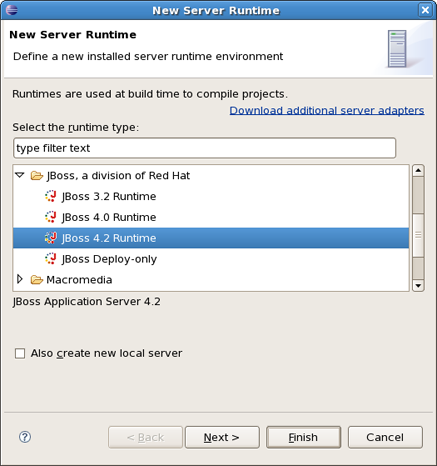 New Server Runtime
New Server Runtime
Define a new installed server runtime environment
Runtimes are used at build time to compile projects.
Download additional server adapters
Select the runtime type:
type filter text
JBoss, a division of Red Hat
JBoss 3.2 Runtime
JBoss 4.0 Runtime
JBoss 4.2 Runtime
JBoss Deploy-only
Macromedia
JBoss Application Server 4.2
Also create new local server
? < Back Next > Finish Cancel